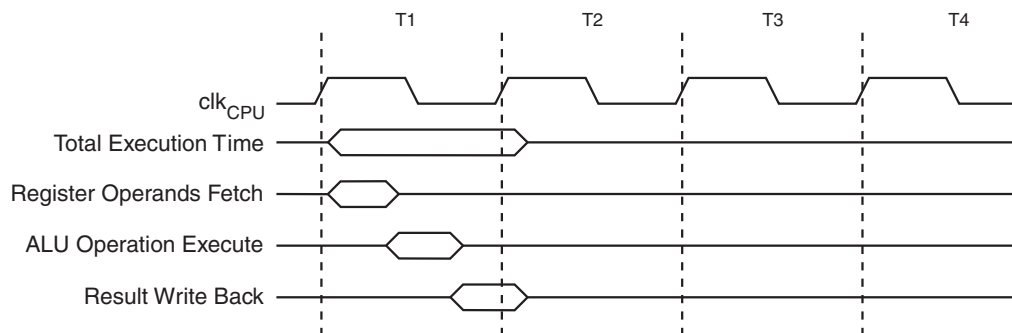 T1 T2 T3 T4
clkCPU
Total Execution Time
Register Operands Fetch
ALU Operation Execute
Result Write Back